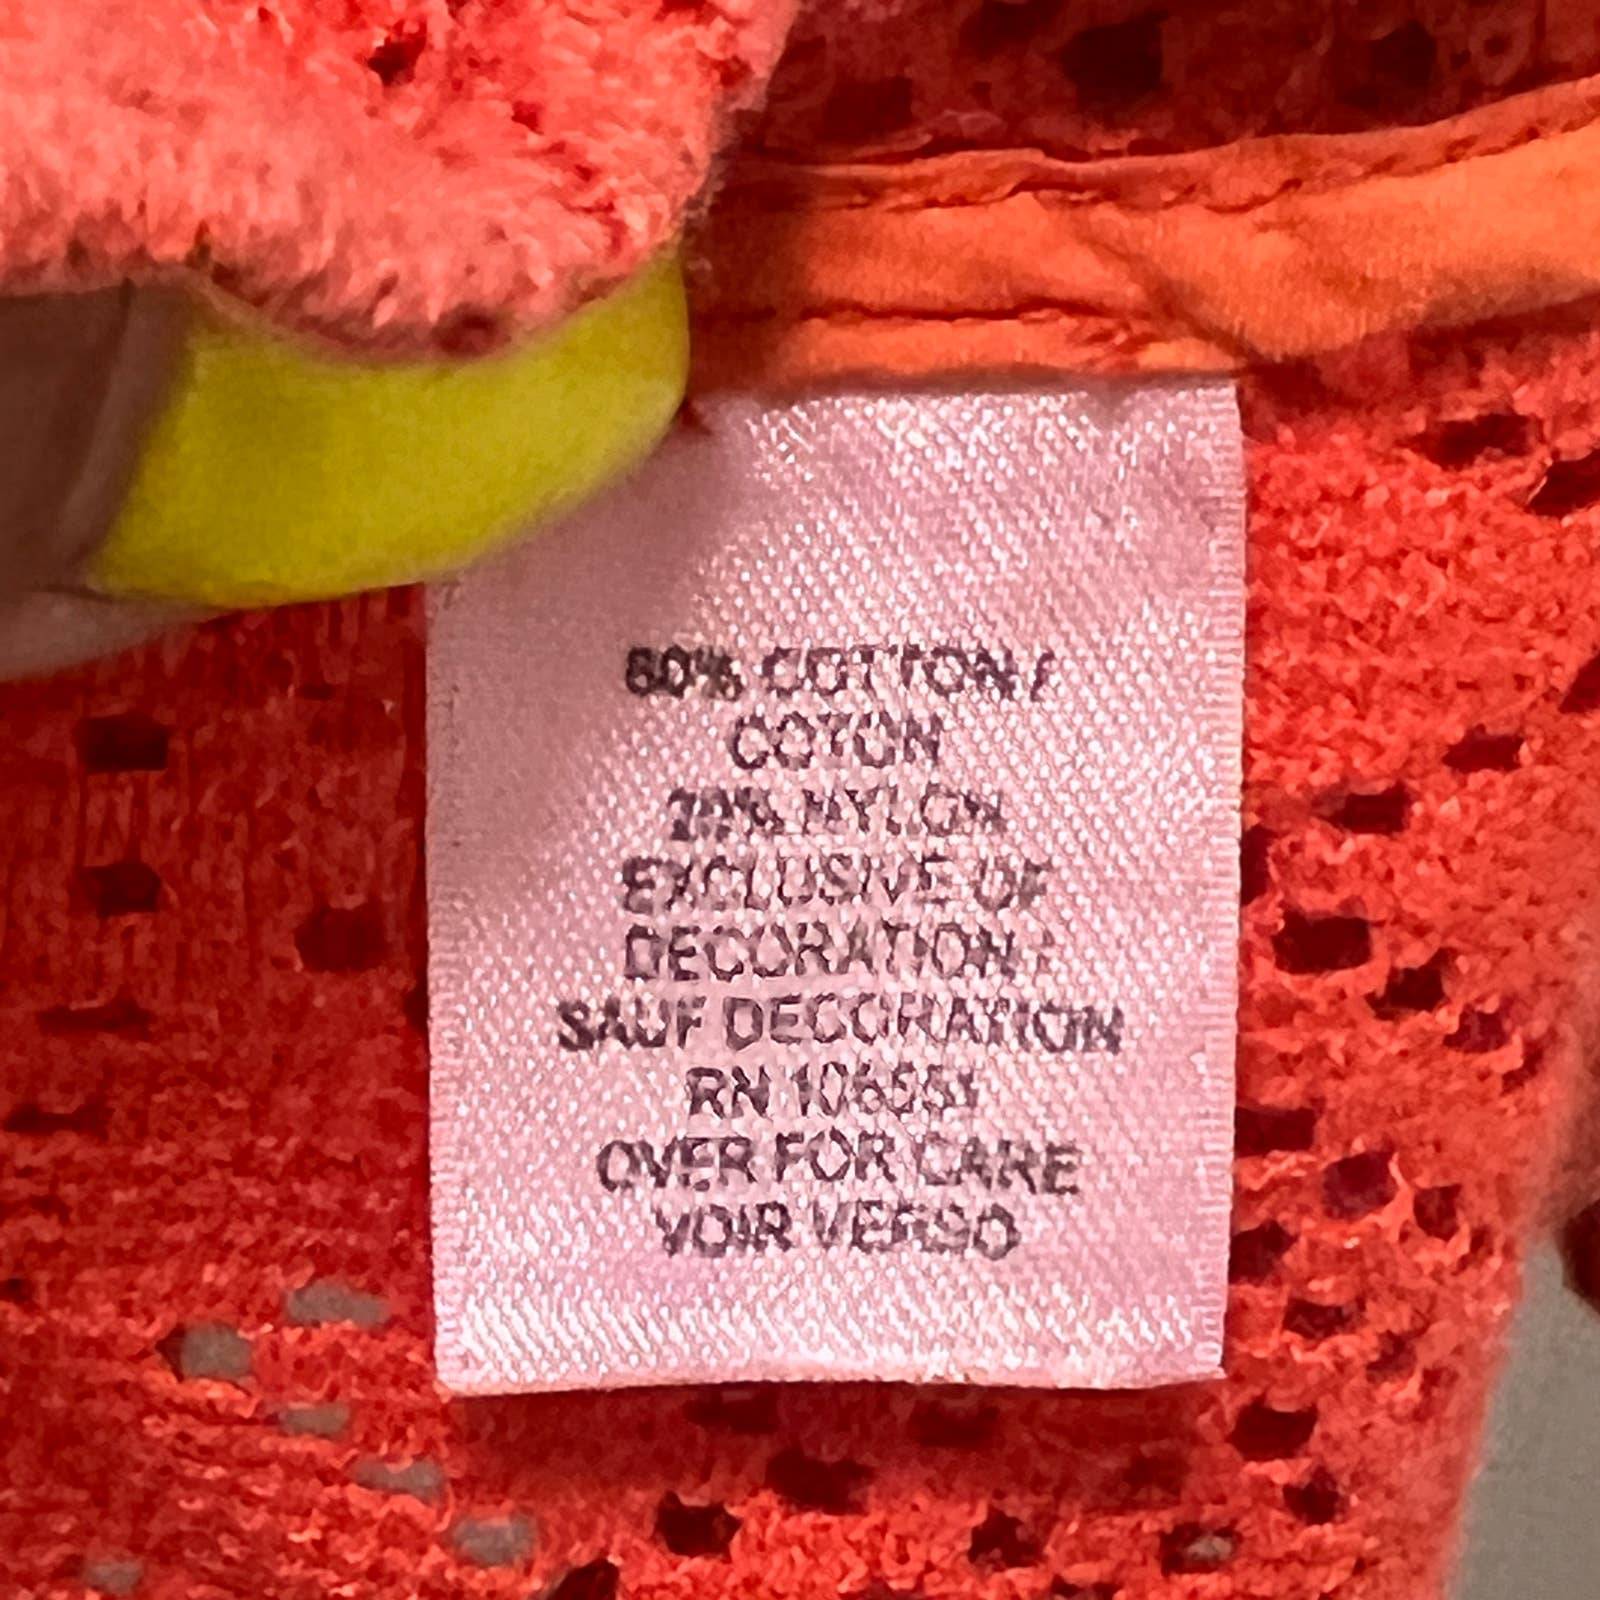 80% COTTON /
COTON
20% NYLON
EXCLUSIVE OF
DECORATION /
SAUF DECORATION
RN 106551
OVER FOR CARE
VOIR VERSO